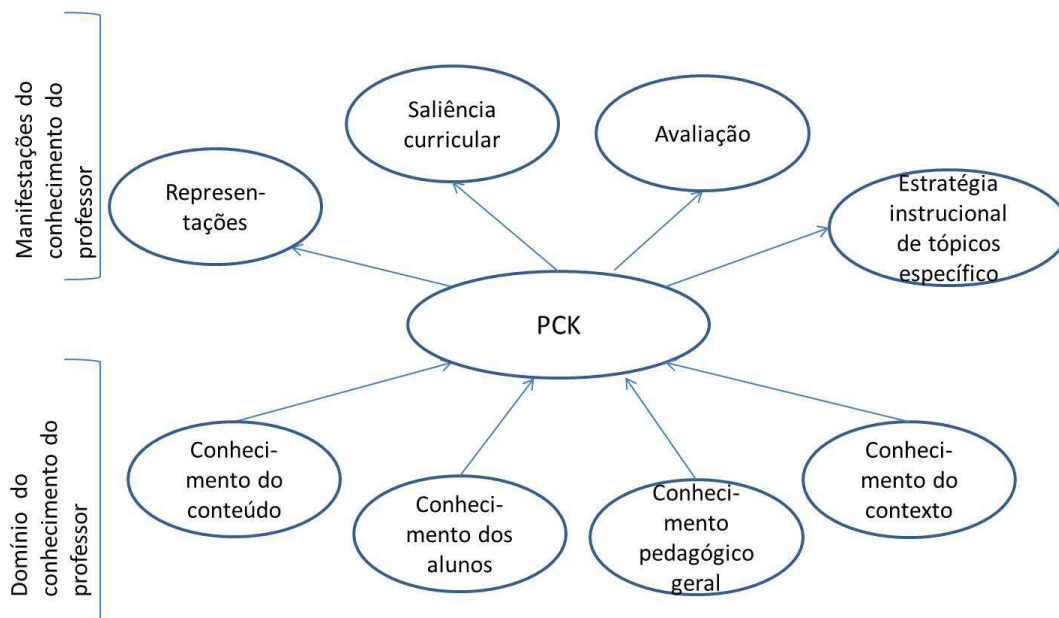 Manifestações do
conhecimento do
professor
Represen-
tações
Saliência
curricular
Avaliação
Estratégia
instrucional
de tópicos
específico
PCK
Domínio do
conhecimento do
professor
Conheci-
mento do
conteúdo
Conheci-
mento dos
alunos
Conheci-
mento
pedagógico
geral
Conheci-
mento do
contexto